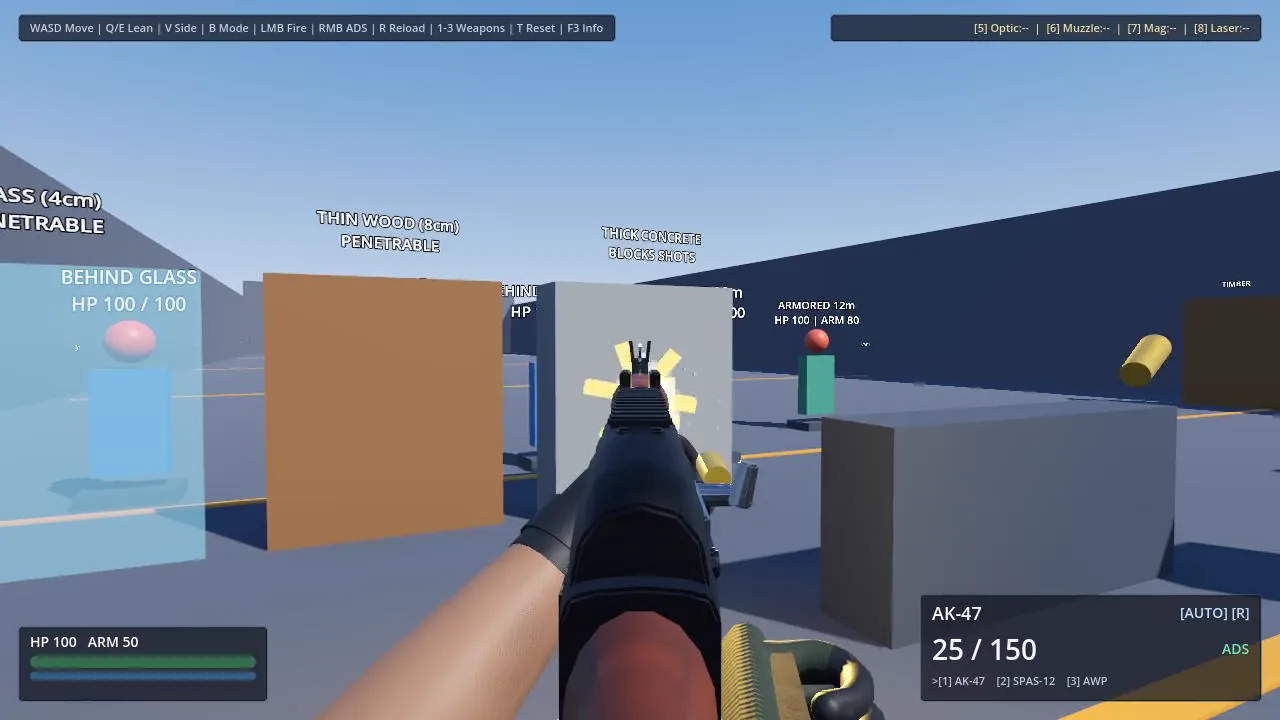 WASD Move | Q/E Lean | V Side | B Mode | LMB Fire | RMB ADS | R Reload | 1-3 Weapons | T Reset | F3 Info
[5] Optic:-- | [6] Muzzle:-- | [7] Mag:-- | [8] Laser:--
ASS (4cm)
NETRABLE
THIN WOOD (8cm)
PENETRABLE
THICK CONCRETE
BLOCKS SHOTS
BEHIND GLASS
HP 100 / 100
HIND
HP
m
00
ARMORED 12m
HP 100 | ARM 80
TIMBER
HP 100 ARM 50
AK-47
[AUTO] [R]
25 / 150
ADS
>[1] AK-47 [2] SPAS-12 [3] AWP